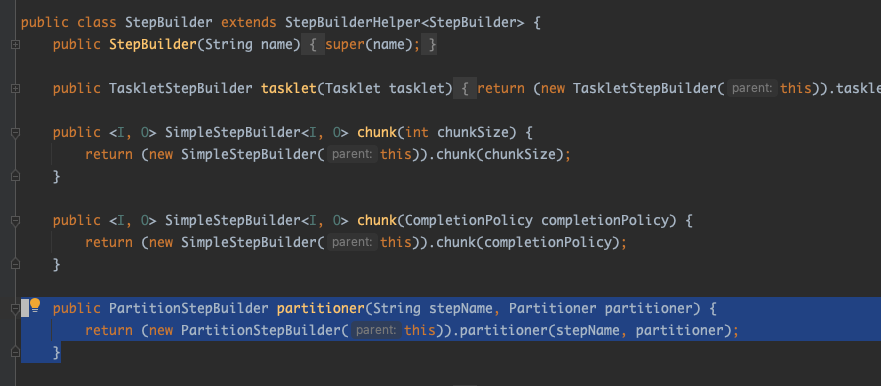 public class StepBuilder extends StepBuilderHelper<StepBuilder> {
public StepBuilder(String name) { super(name); }
public TaskletStepBuilder tasklet(Tasklet tasklet) { return (new TaskletStepBuilder( parent: this)).taskle
public <I, O> SimpleStepBuilder<I, O> chunk(int chunkSize) {
return (new SimpleStepBuilder( parent: this)).chunk(chunkSize);
}
public <I, O> SimpleStepBuilder<I, O> chunk(CompletionPolicy completionPolicy) {
return (new SimpleStepBuilder( parent: this)).chunk(completionPolicy);
}
public PartitionStepBuilder partitioner(String stepName, Partitioner partitioner) {
return (new PartitionStepBuilder( parent: this)).partitioner(stepName, partitioner);
}